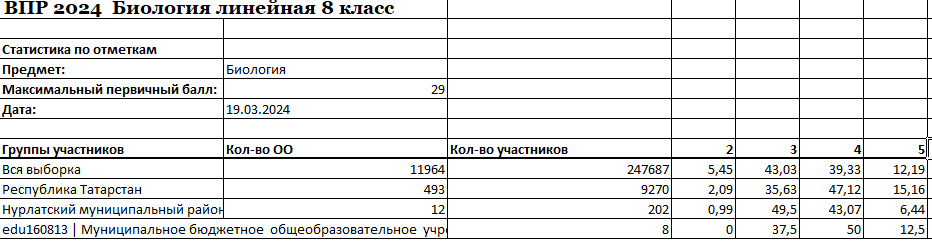 ВПР 2024 Биология линейная 8 класс
Статистика по отметкам
Предмет: Биология
Максимальный первичный балл: 29
Дата: 19.03.2024
Группы участников Кол-во ОО Кол-во участников 2 3 4 5
Вся выборка 11964 247687 5,45 43,03 39,33 12,19
Республика Татарстан 493 9270 2,09 35,63 47,12 15,16
Нурлатский муниципальный район 12 202 0,99 49,5 43,07 6,44
edu160813 | Муниципальное бюджетное общеобразовательное учре 8 0 37,5 50 12,5